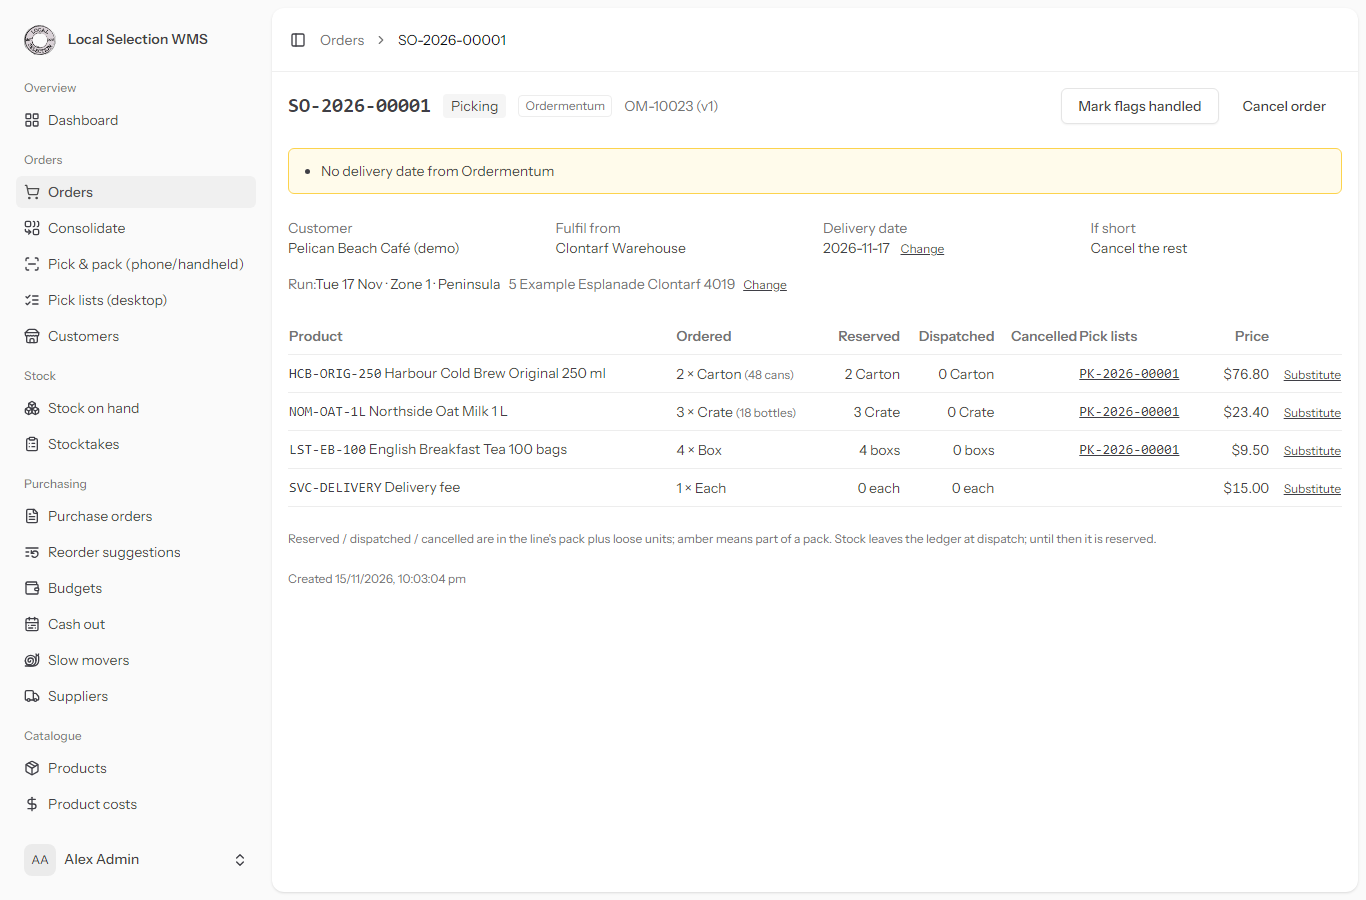 Local Selection WMS
Overview
Dashboard
Orders
Orders
Consolidate
Pick & pack (phone/handheld)
Pick lists (desktop)
Customers
Stock
Stock on hand
Stocktakes
Purchasing
Purchase orders
Reorder suggestions
Budgets
Cash out
Slow movers
Suppliers
Catalogue
Products
Product costs
AA Alex Admin
Orders > SO-2026-00001
SO-2026-00001 Picking Ordermentum OM-10023 (v1) Mark flags handled Cancel order
• No delivery date from Ordermentum
Customer Fulfil from Delivery date If short
Pelican Beach Café (demo) Clontarf Warehouse 2026-11-17 Change Cancel the rest
Run:Tue 17 Nov · Zone 1 · Peninsula 5 Example Esplanade Clontarf 4019 Change
Product Ordered Reserved Dispatched Cancelled Pick lists Price
HCB-ORIG-250 Harbour Cold Brew Original 250 ml 2 × Carton (48 cans) 2 Carton 0 Carton PK-2026-00001 $76.80 Substitute
NOM-OAT-1L Northside Oat Milk 1 L 3 × Crate (18 bottles) 3 Crate 0 Crate PK-2026-00001 $23.40 Substitute
LST-EB-100 English Breakfast Tea 100 bags 4 × Box 4 boxs 0 boxs PK-2026-00001 $9.50 Substitute
SVC-DELIVERY Delivery fee 1 × Each 0 each 0 each $15.00 Substitute
Reserved / dispatched / cancelled are in the line's pack plus loose units; amber means part of a pack. Stock leaves the ledger at dispatch; until then it is reserved.
Created 15/11/2026, 10:03:04 pm